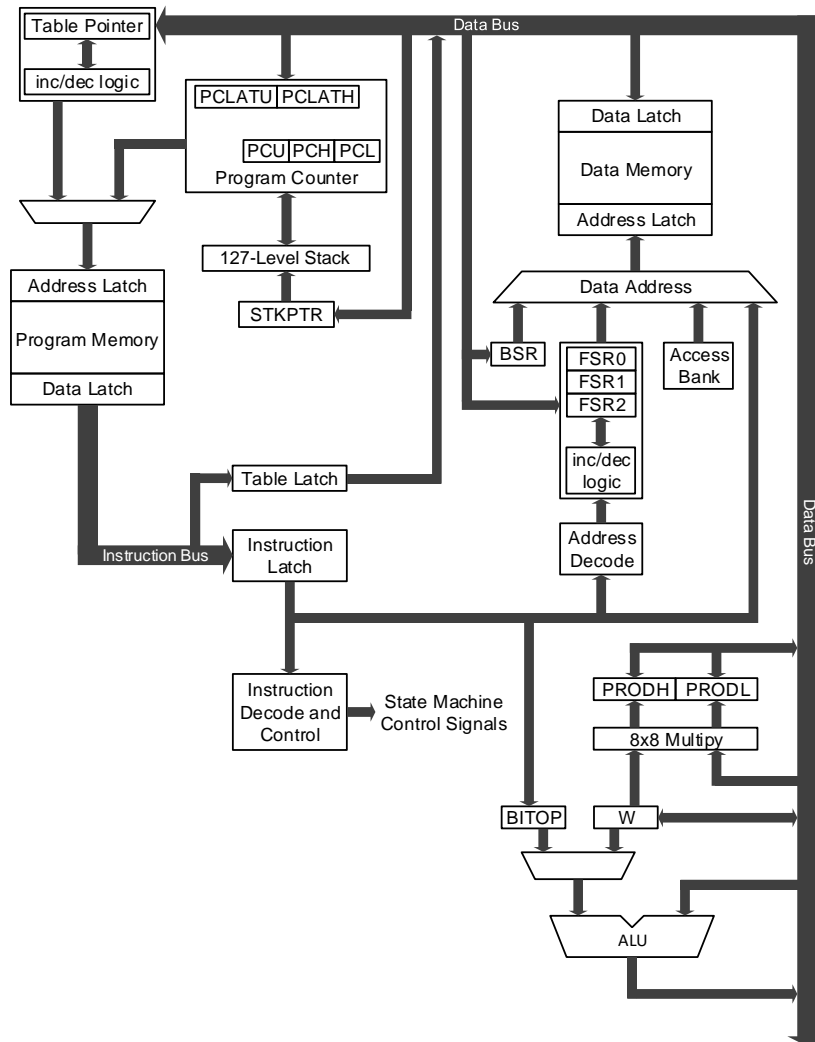 Data Bus
Table Pointer
inc/dec logic
PCLATU PCLATH
PCU PCH PCL
Program Counter
Data Latch
Data Memory
Address Latch
127-Level Stack
STKPTR
Address Latch
Program Memory
Data Latch
Data Address
BSR
FSR0
FSR1
FSR2
inc/dec
logic
Access
Bank
Table Latch
Instruction Bus
Instruction
Latch
Address
Decode
Data Bus
Instruction
Decode and
Control
State Machine
Control Signals
PRODH PRODL
8x8 Multipy
BITOP
W
ALU